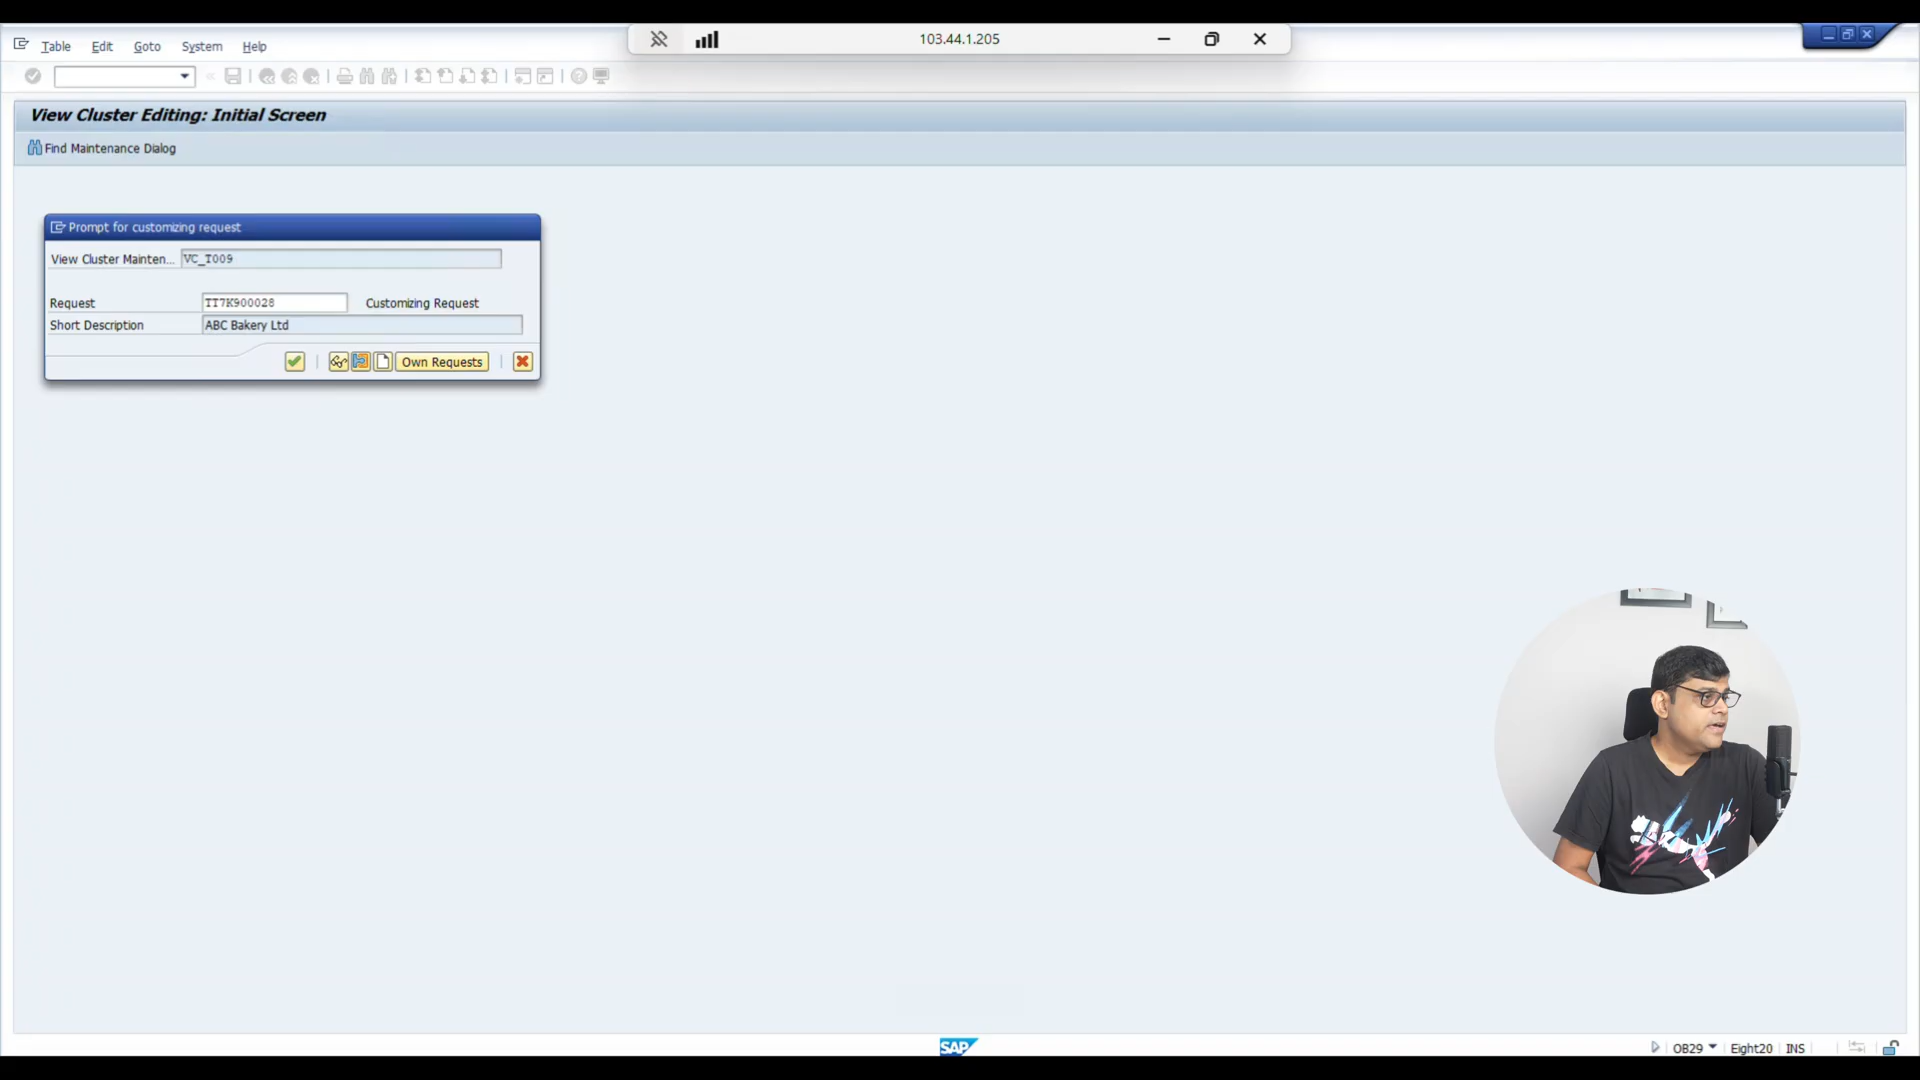 103.44.1.205
Table Edit Goto System Help
View Cluster Editing: Initial Screen
Find Maintenance Dialog
Prompt for customizing request
View Cluster Mainten... VC_T009
Request TT7K900028 Customizing Request
Short Description ABC Bakery Ltd
Own Requests
SAP
OB29 Eight20 INS